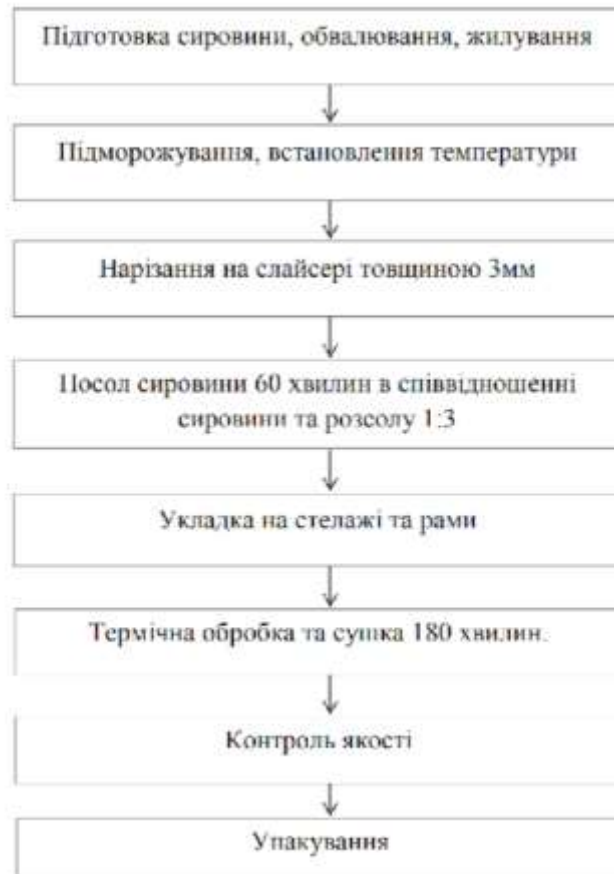 Підготовка сировини, обвалювання, жилування
Підморожування, встановлення температури
Нарізання на слайсері товщиною 3мм
Посол сировини 60 хвилин в співвідношенні
сировини та розсолу 1:3
Укладка на стелажі та рами
Термічна обробка та сушка 180 хвилин.
Контроль якості
Упакування